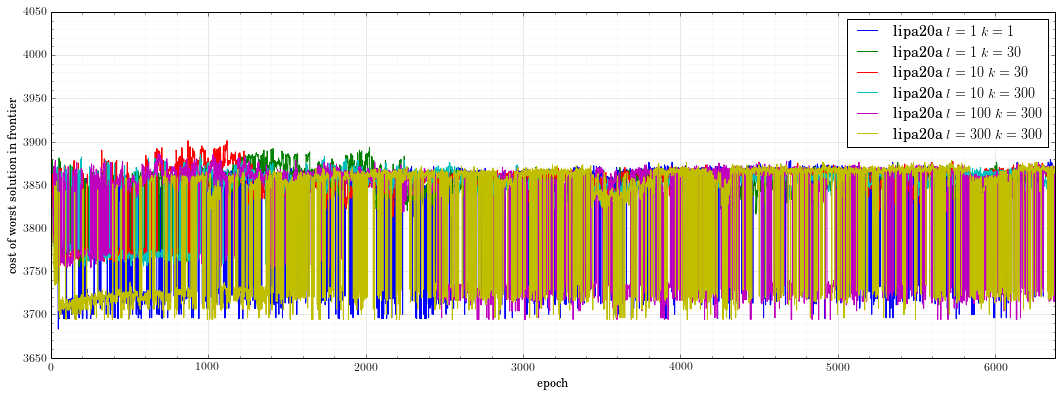 4050
4000
3950
3900
3850
3800
3750
3700
3650
cost of worst solution in frontier
lipa20a l = 1 k = 1
lipa20a l = 1 k = 30
lipa20a l = 10 k = 30
lipa20a l = 10 k = 300
lipa20a l = 100 k = 300
lipa20a l = 300 k = 300
0 1000 2000 3000 4000 5000 6000
epoch